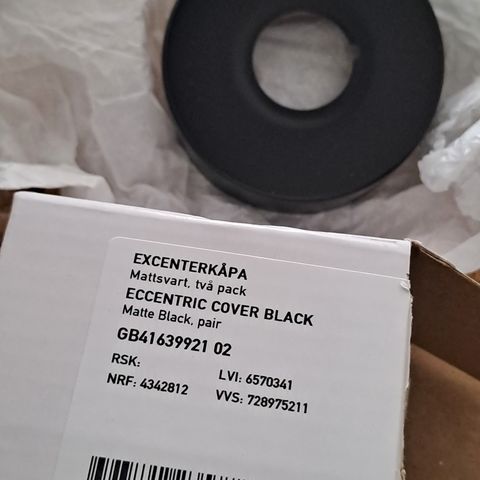 EXCENTERKÅPA
Mattsvart, två pack
ECCENTRIC COVER BLACK
Matte Black, pair
GB41639921 02
RSK: LVI: 6570341
NRF: 4342812 VVS: 728975211